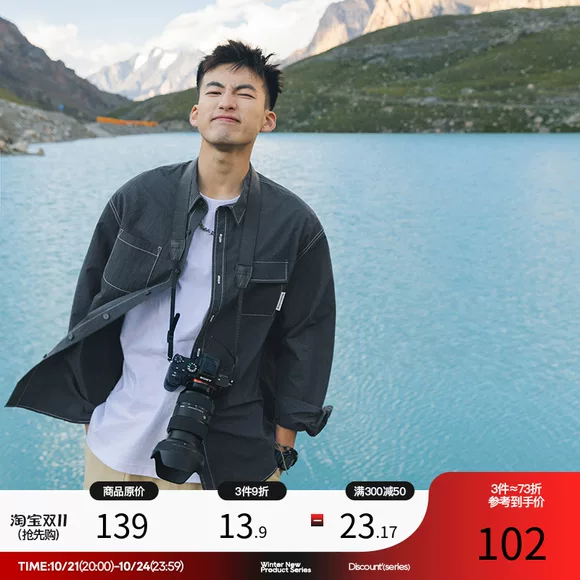 商品原价
3件9折
满300减50
3件≈73折
参考到手价
淘宝双11
(抢先购)
139
13.9
23.17
102
TIME:10/21(20:00)-10/24(23:59)
Winter New
Product Series
Discount(series)
SONY